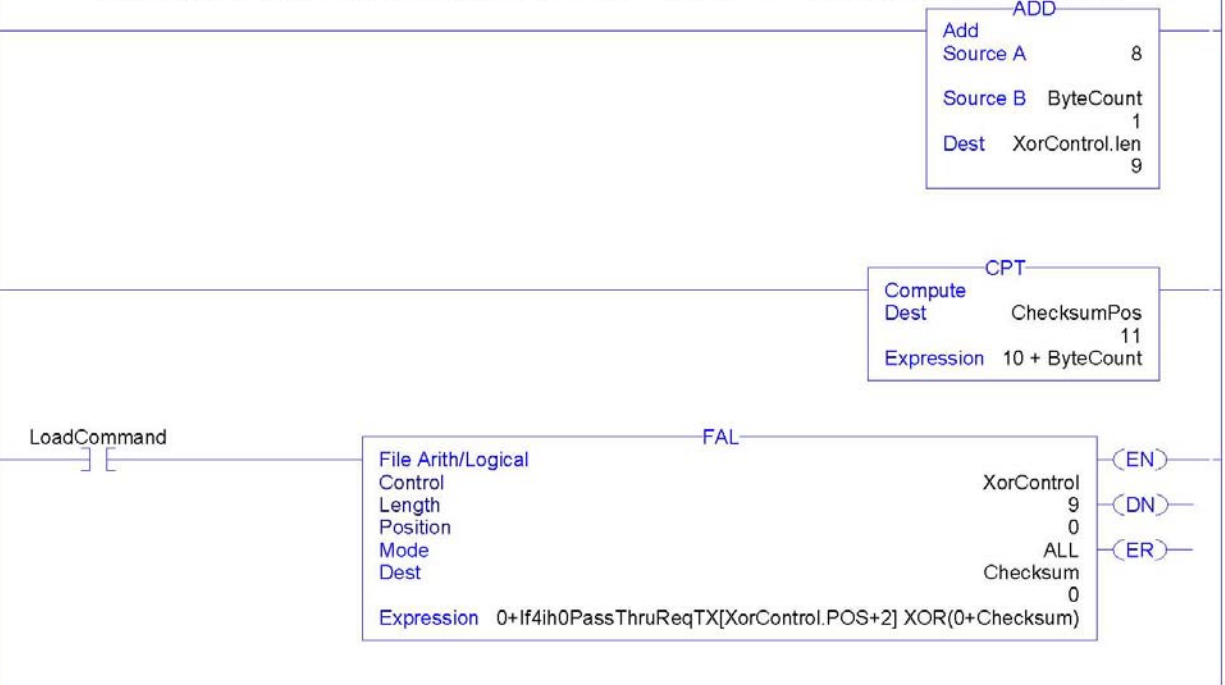 ADD
Add
Source A 8
Source B ByteCount
1
Dest XorControl.len
9
CPT
Compute
Dest ChecksumPos
11
Expression 10 + ByteCount
LoadCommand
FAL
File Arith/Logical (EN)
Control XorControl
Length 9 (DN)
Position 0
Mode ALL (ER)
Dest Checksum
0
Expression 0+If4ih0PassThruReqTX[XorControl.POS+2] XOR(0+Checksum)